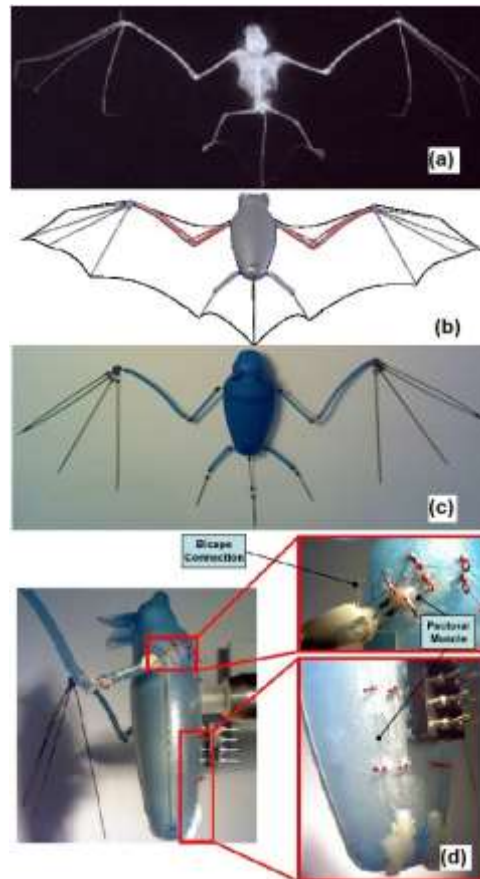 (a)
(b)
(c)
Biceps
Connection
Pectoral
Muscle
(d)